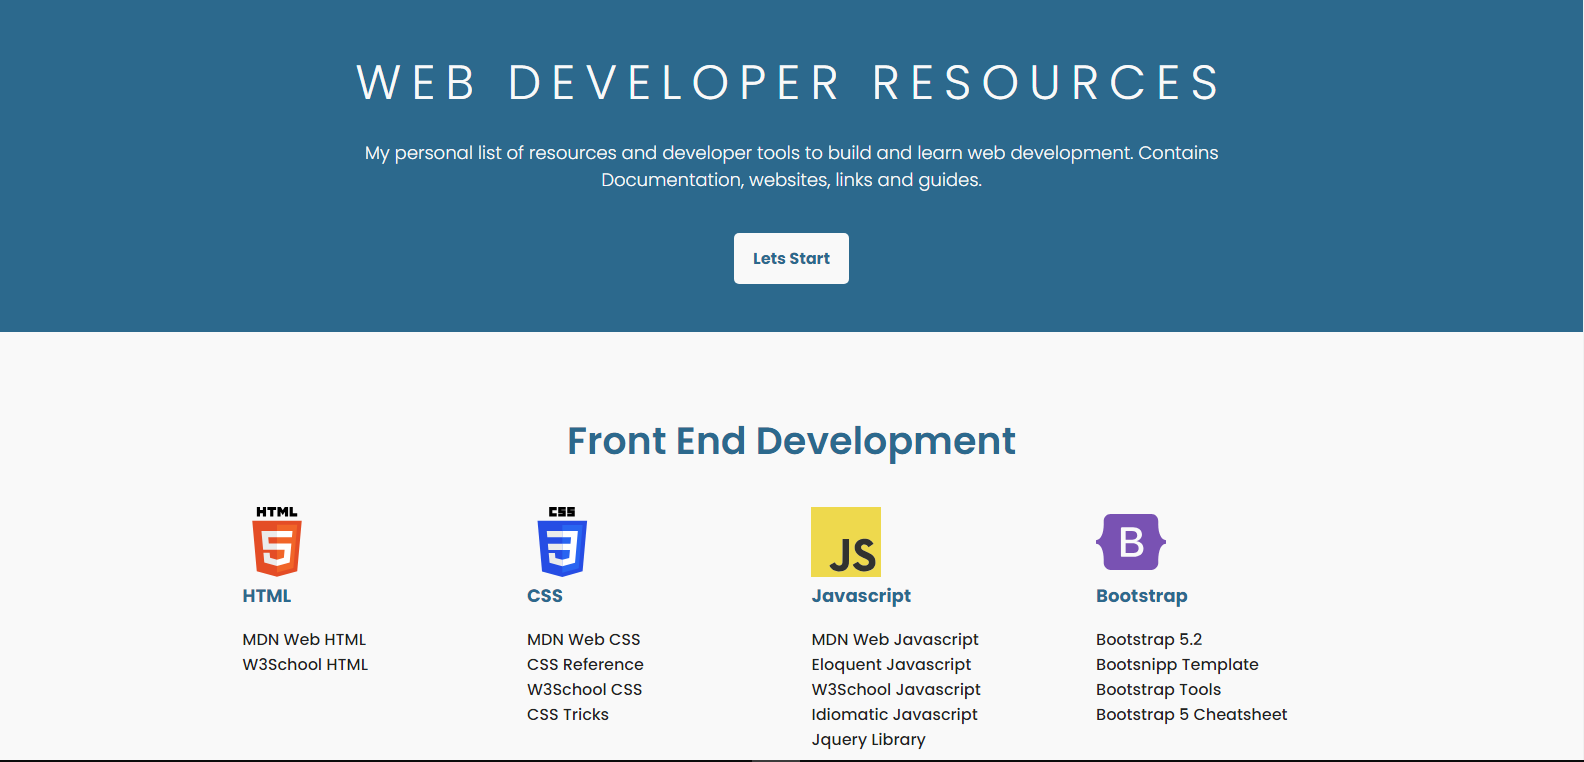 WEB DEVELOPER RESOURCES
My personal list of resources and developer tools to build and learn web development. Contains
Documentation, websites, links and guides.
Lets Start
Front End Development
HTML
HTML
MDN Web HTML
W3School HTML
CSS
CSS
MDN Web CSS
CSS Reference
W3School CSS
CSS Tricks
JS
Javascript
MDN Web Javascript
Eloquent Javascript
W3School Javascript
Idiomatic Javascript
Jquery Library
B
Bootstrap
Bootstrap 5.2
Bootsnipp Template
Bootstrap Tools
Bootstrap 5 Cheatsheet